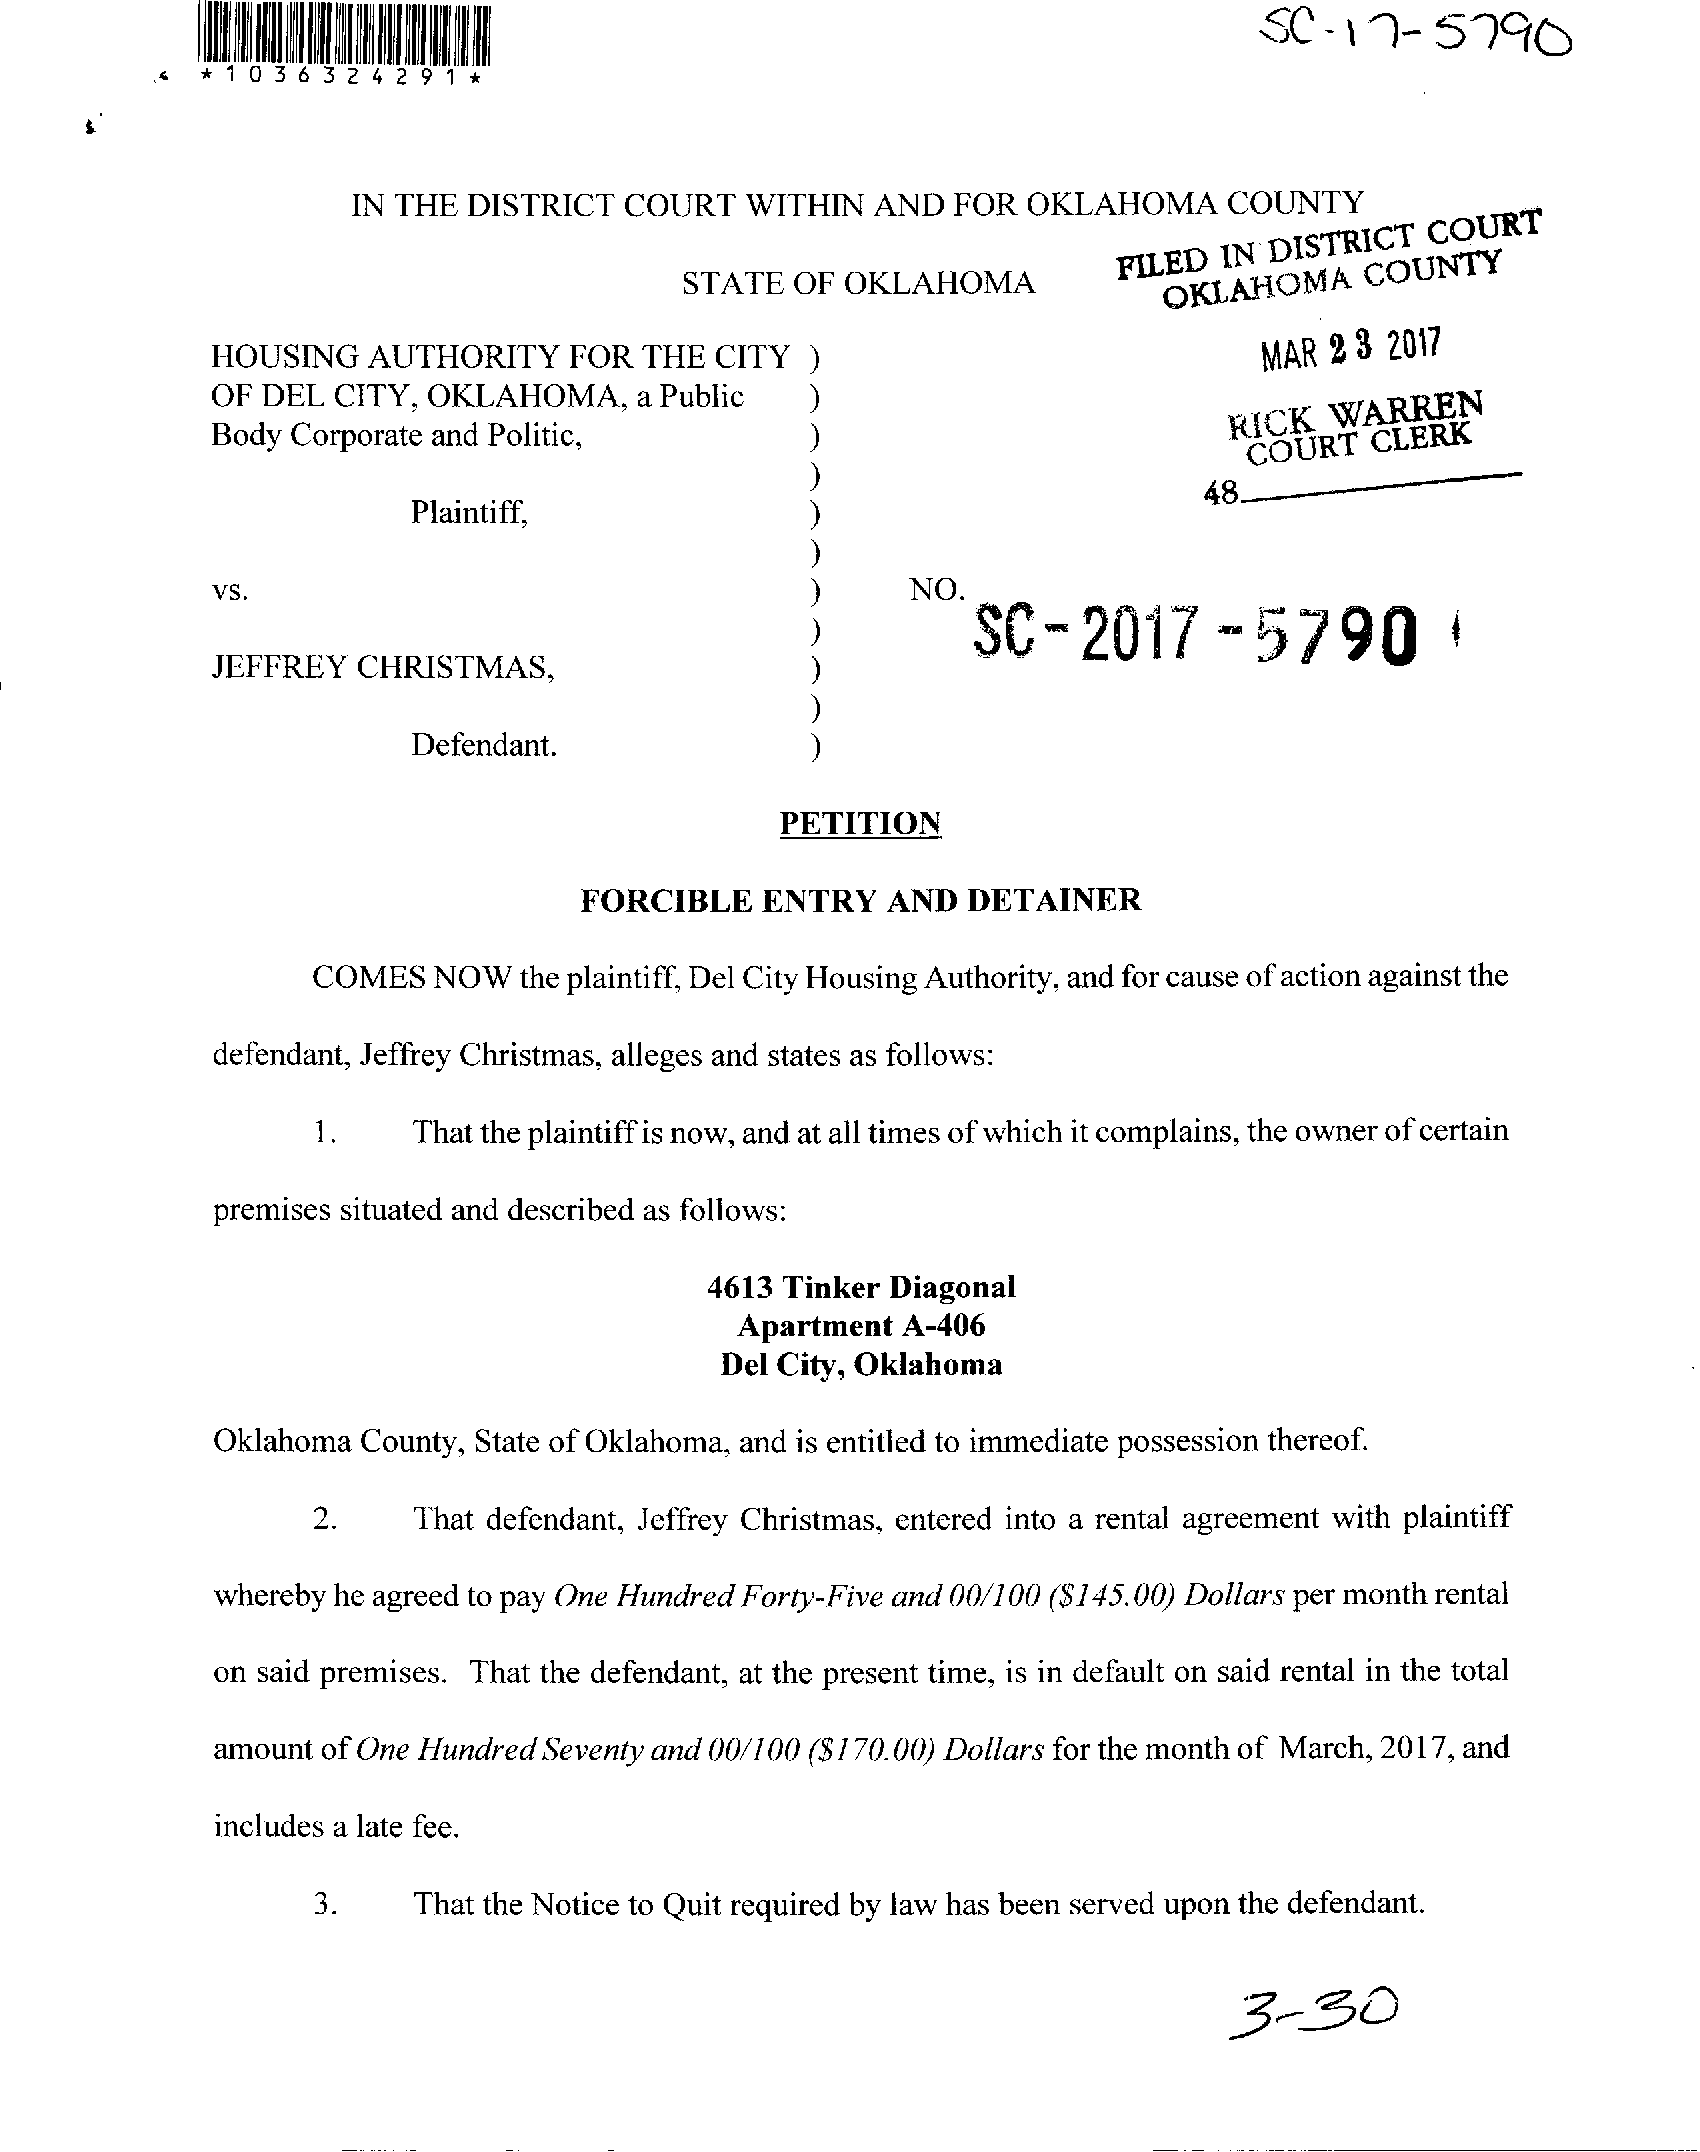 SC-17-5790
*1036324291*
IN THE DISTRICT COURT WITHIN AND FOR OKLAHOMA COUNTY
STATE OF OKLAHOMA
FILED IN DISTRICT COURT
OKLAHOMA COUNTY
MAR 23 2017
RICK WARREN
COURT CLERK
48
HOUSING AUTHORITY FOR THE CITY )
OF DEL CITY, OKLAHOMA, a Public )
Body Corporate and Politic, )
)
Plaintiff, )
)
vs. ) NO. SC-2017-5790
)
JEFFREY CHRISTMAS, )
)
Defendant. )
PETITION
FORCIBLE ENTRY AND DETAINER
COMES NOW the plaintiff, Del City Housing Authority, and for cause of action against the
defendant, Jeffrey Christmas, alleges and states as follows:
1. That the plaintiff is now, and at all times of which it complains, the owner of certain
premises situated and described as follows:
4613 Tinker Diagonal
Apartment A-406
Del City, Oklahoma
Oklahoma County, State of Oklahoma, and is entitled to immediate possession thereof.
2. That defendant, Jeffrey Christmas, entered into a rental agreement with plaintiff
whereby he agreed to pay One Hundred Forty-Five and 00/100 ($145.00) Dollars per month rental
on said premises. That the defendant, at the present time, is in default on said rental in the total
amount of One Hundred Seventy and 00/100 ($170.00) Dollars for the month of March, 2017, and
includes a late fee.
3. That the Notice to Quit required by law has been served upon the defendant.
3-30